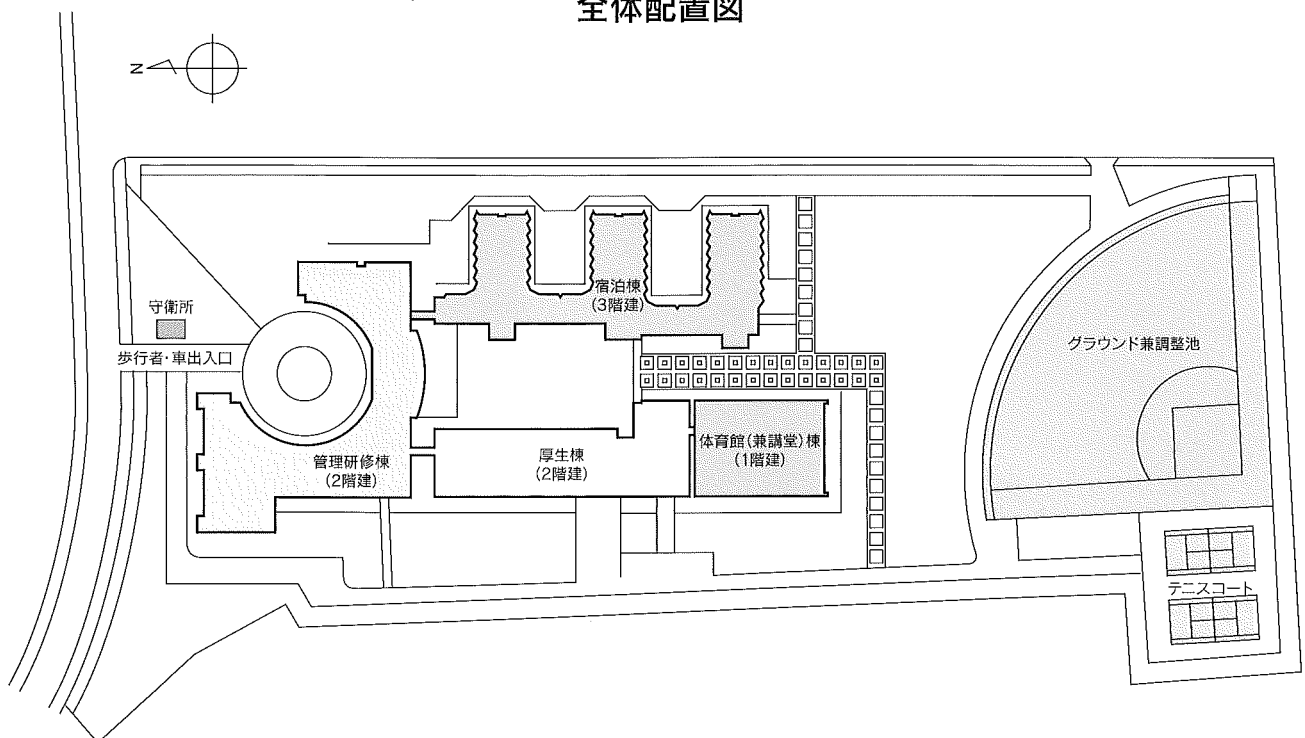 全体配置図
N
守衛所
歩行者・車出入口
宿泊棟
(3階建)
グラウンド兼調整池
管理研修棟
(2階建)
厚生棟
(2階建)
体育館(兼講堂)棟
(1階建)
テニスコート